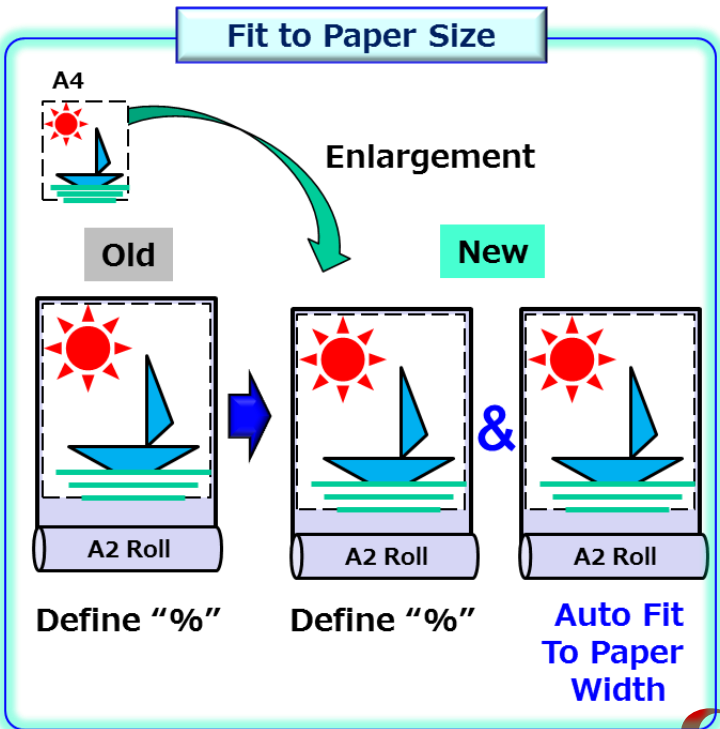 Fit to Paper Size
A4
Enlargement
Old
New
&
A2 Roll
A2 Roll
A2 Roll
Define “%”
Define “%”
Auto Fit
To Paper
Width